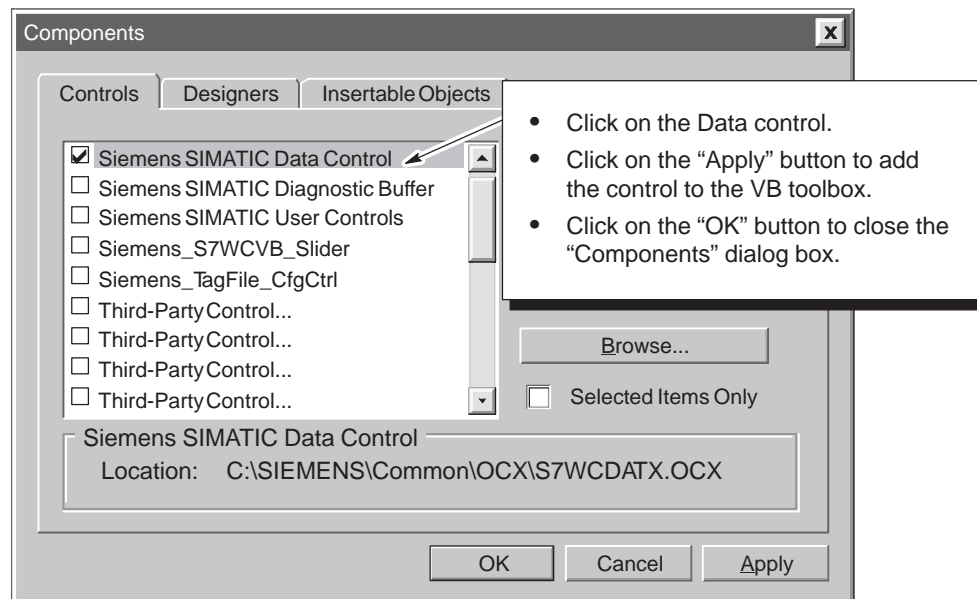 Components
x
Controls Designers Insertable Objects
Siemens SIMATIC Data Control
Siemens SIMATIC Diagnostic Buffer
Siemens SIMATIC User Controls
Siemens_S7WCVB_Slider
Siemens_TagFile_CfgCtrl
Third-Party Control...
Third-Party Control...
Third-Party Control...
Third-Party Control...
• Click on the Data control.
• Click on the “Apply” button to add
the control to the VB toolbox.
• Click on the “OK” button to close the
“Components” dialog box.
Browse...
Selected Items Only
Siemens SIMATIC Data Control
Location: C:\SIEMENS\Common\OCX\S7WCDATX.OCX
OK Cancel Apply